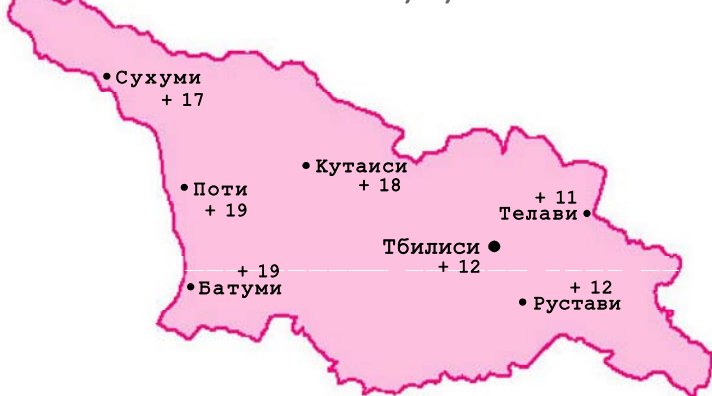 Сухуми
+ 17
Кутаиси
+ 18
Поти
+ 19
+ 11
Телави
Тбилиси
+ 12
+ 19
Батуми
+ 12
Рустави